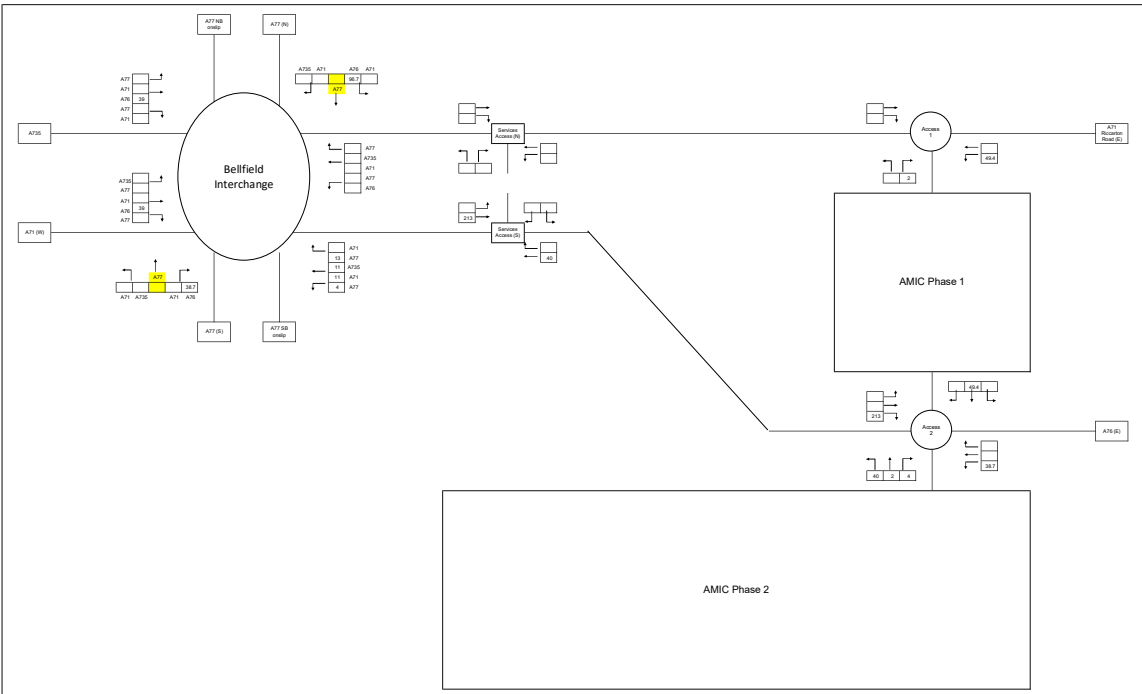 A77 NB
onslip
A77 (N)
A735 A71 A76 A71
98.7
A77
A77
A71
A76 39
A77
A71
A735
Services
Access (N)
Access
1
A71
Riccarton
Road (E)
49.4
2
A77
A735
A71
A77
A76
Bellfield
Interchange
A735
A77
A71
A76 39
A77
A71 (W)
213
Services
Access (S)
40
A71
13 A77
11 A735
11 A71
4 A77
A77
38.7
A71 A735 A71 A76
A77 (S)
A77 SB
onslip
AMIC Phase 1
49.4
213
Access
2
A76 (E)
38.7
40 2 4
AMIC Phase 2